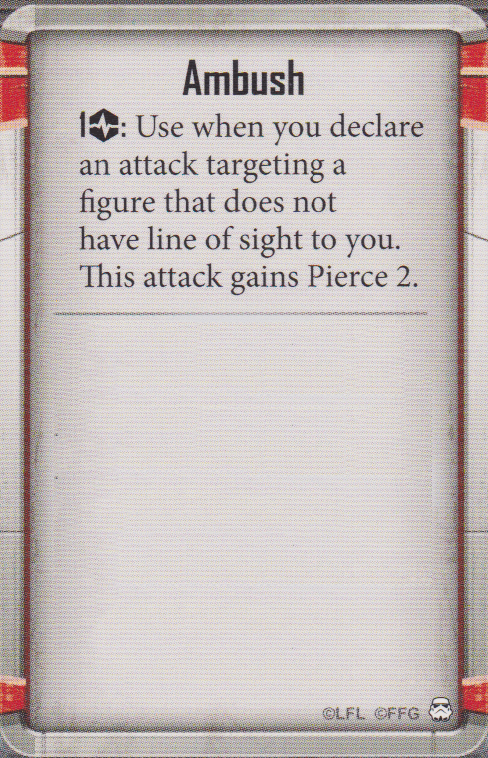 Ambush
1: Use when you declare
an attack targeting a
figure that does not
have line of sight to you.
This attack gains Pierce 2.
©LFL ©FFG